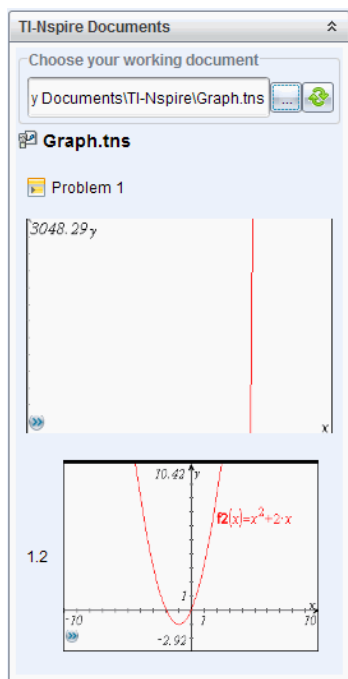 TI-Nspire Documents
Choose your working document
y Documents\TI-Nspire\Graph.tns
...
Graph.tns
Problem 1
3048.29 y
x
1.2
10.42 y
f2(x)=x²+2·x
1
x
-10
1
10
-2.92